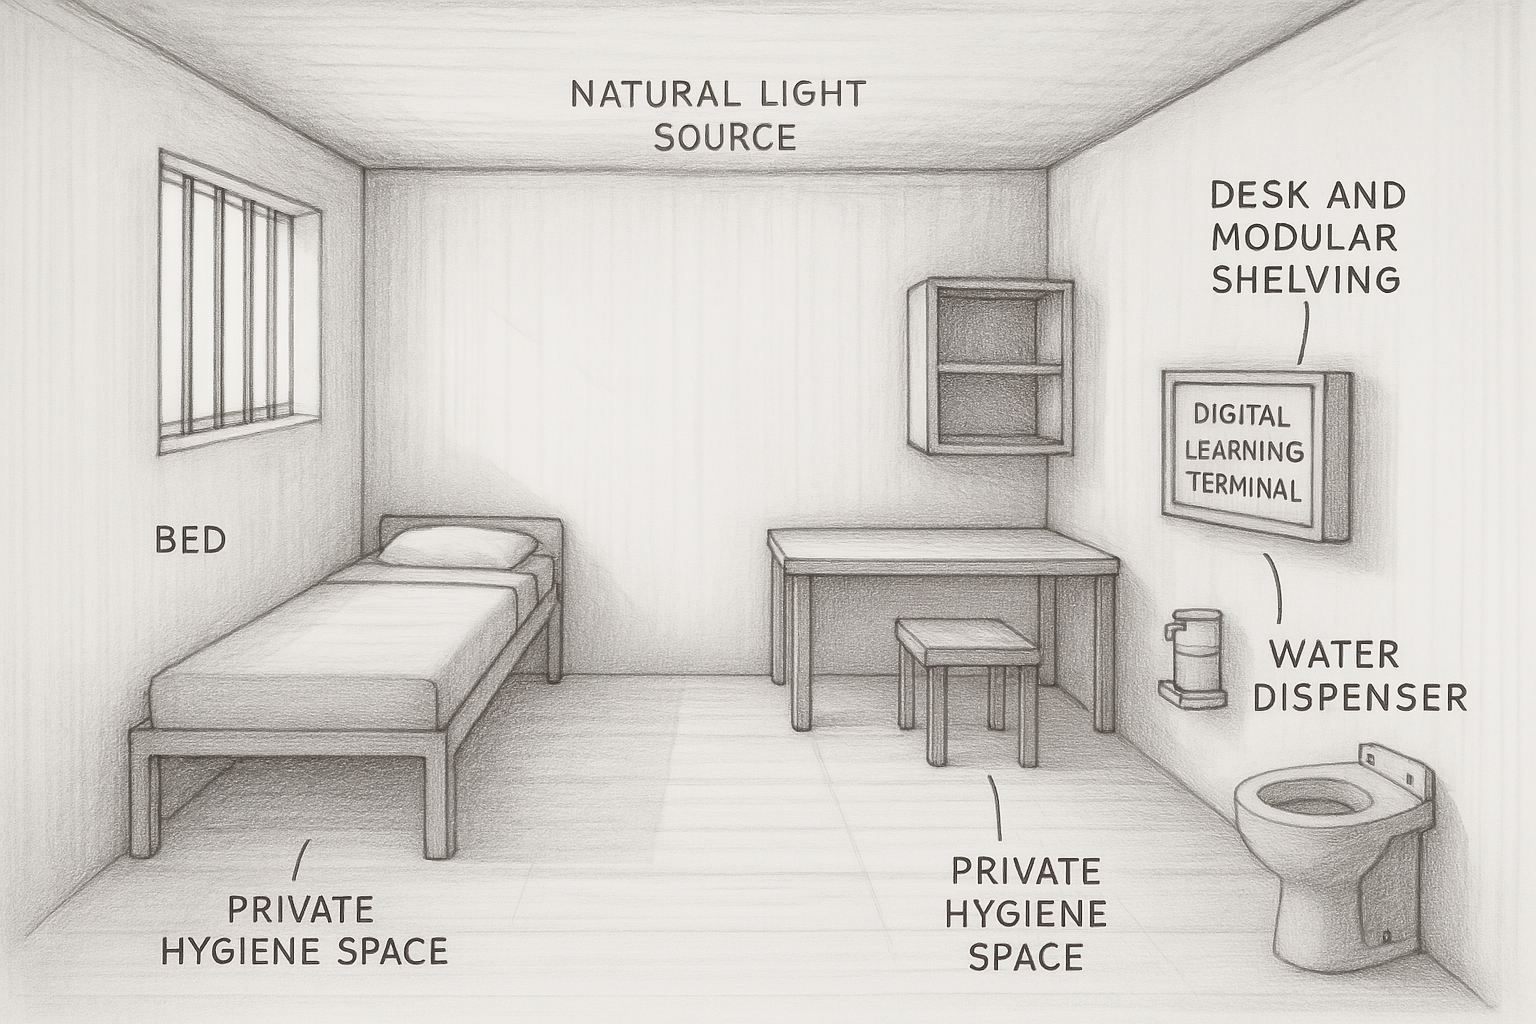 NATURAL LIGHT
SOURCE
DESK AND
MODULAR
SHELVING
DIGITAL
LEARNING
TERMINAL
BED
WATER
DISPENSER
PRIVATE
HYGIENE SPACE
PRIVATE
HYGIENE
SPACE